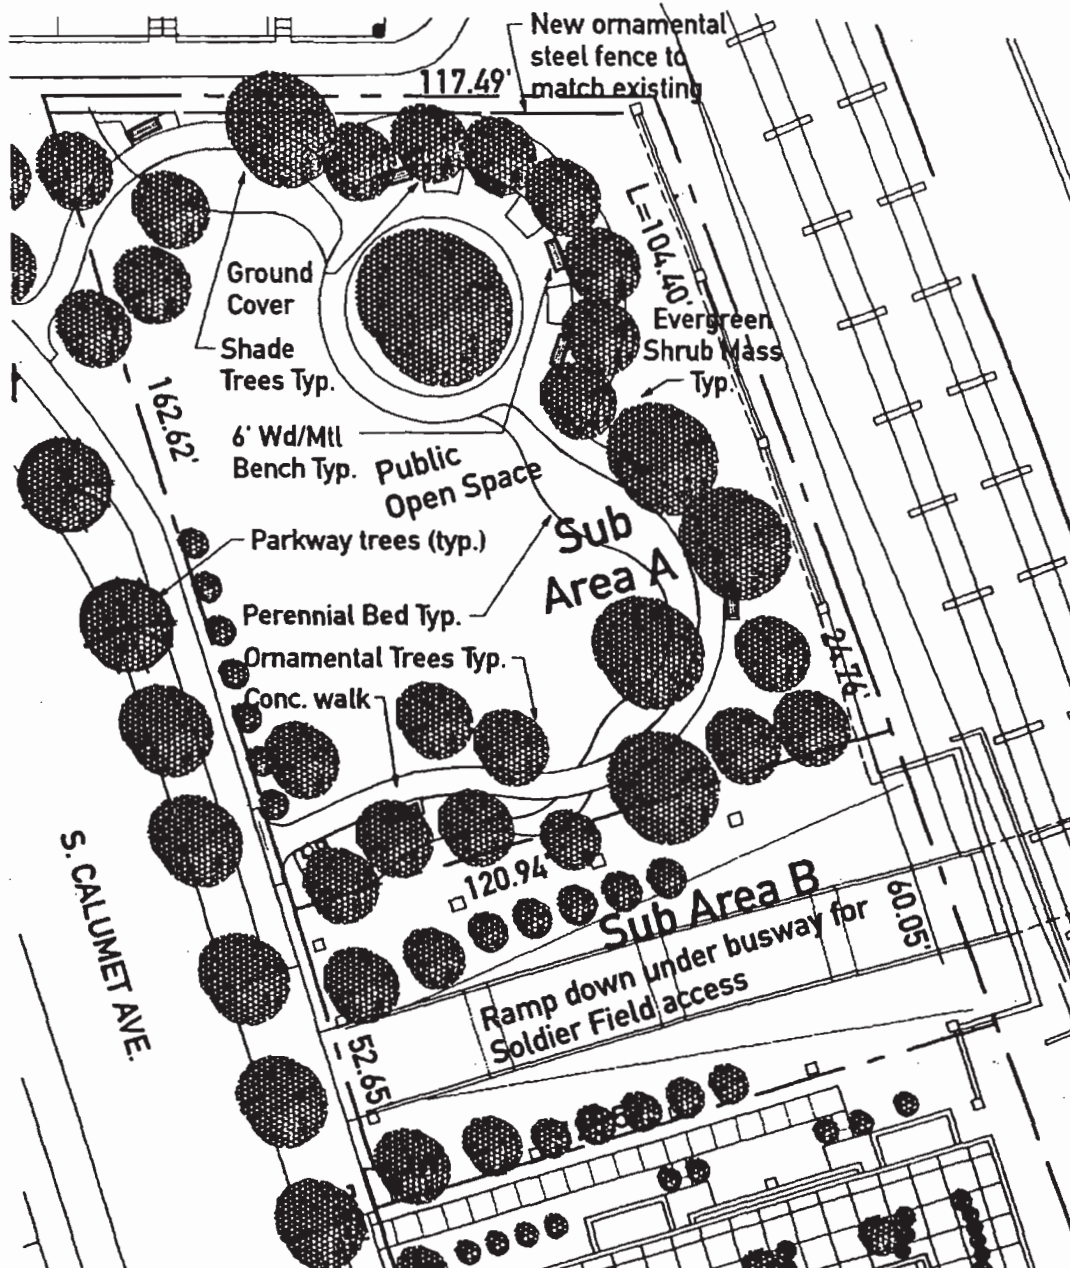 New ornamental
steel fence to
match existing
117.49'
L=104.40'
Ground
Cover
Shade
Trees Typ.
Evergreen
Shrub Mass
Typ.
162.62'
6' Wd/Mtl
Bench Typ.
Public
Open Space
Parkway trees (typ.)
Sub
Area A
Perennial Bed Typ.
Ornamental Trees Typ.
Conc. walk
24.76'
S. CALUMET AVE.
120.94'
Sub Area B
60.05'
Ramp down under busway for
Soldier Field access
52.65'